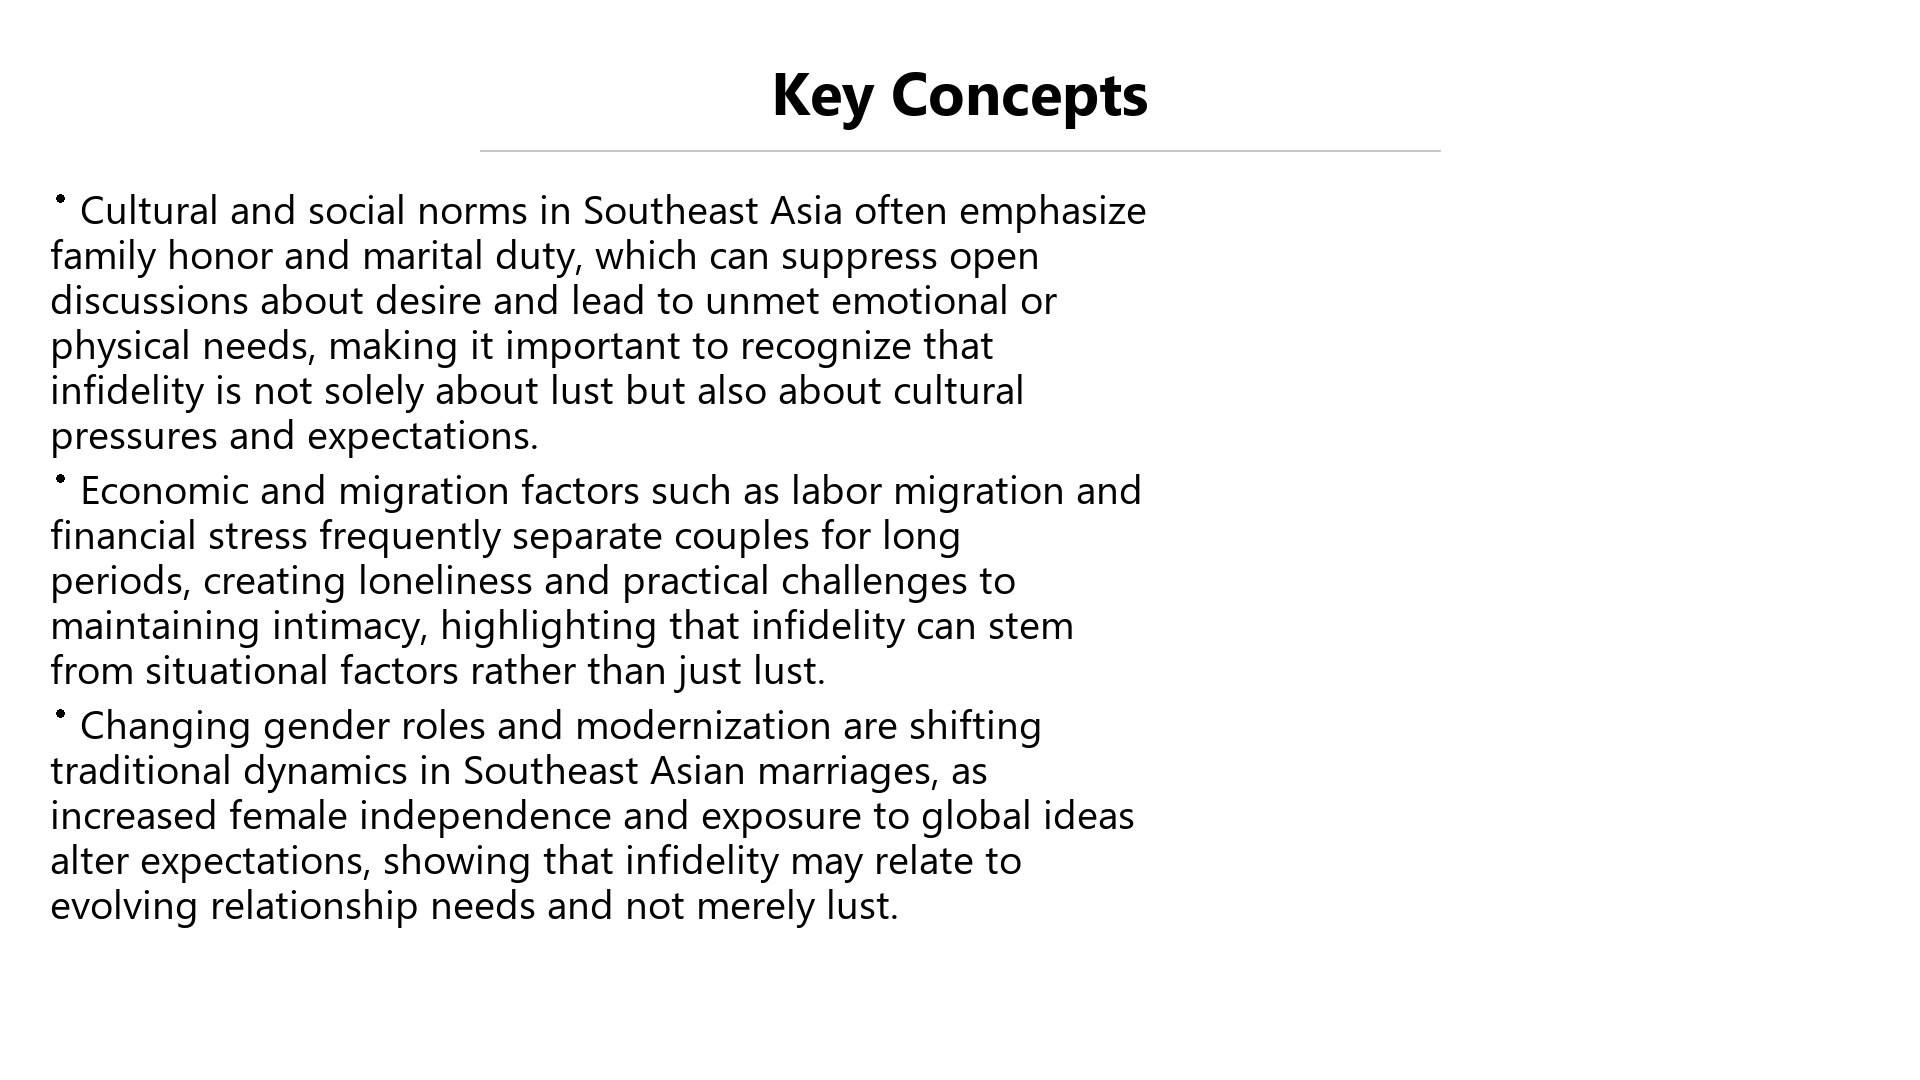 Key Concepts
• Cultural and social norms in Southeast Asia often emphasize
family honor and marital duty, which can suppress open
discussions about desire and lead to unmet emotional or
physical needs, making it important to recognize that
infidelity is not solely about lust but also about cultural
pressures and expectations.
• Economic and migration factors such as labor migration and
financial stress frequently separate couples for long
periods, creating loneliness and practical challenges to
maintaining intimacy, highlighting that infidelity can stem
from situational factors rather than just lust.
• Changing gender roles and modernization are shifting
traditional dynamics in Southeast Asian marriages, as
increased female independence and exposure to global ideas
alter expectations, showing that infidelity may relate to
evolving relationship needs and not merely lust.